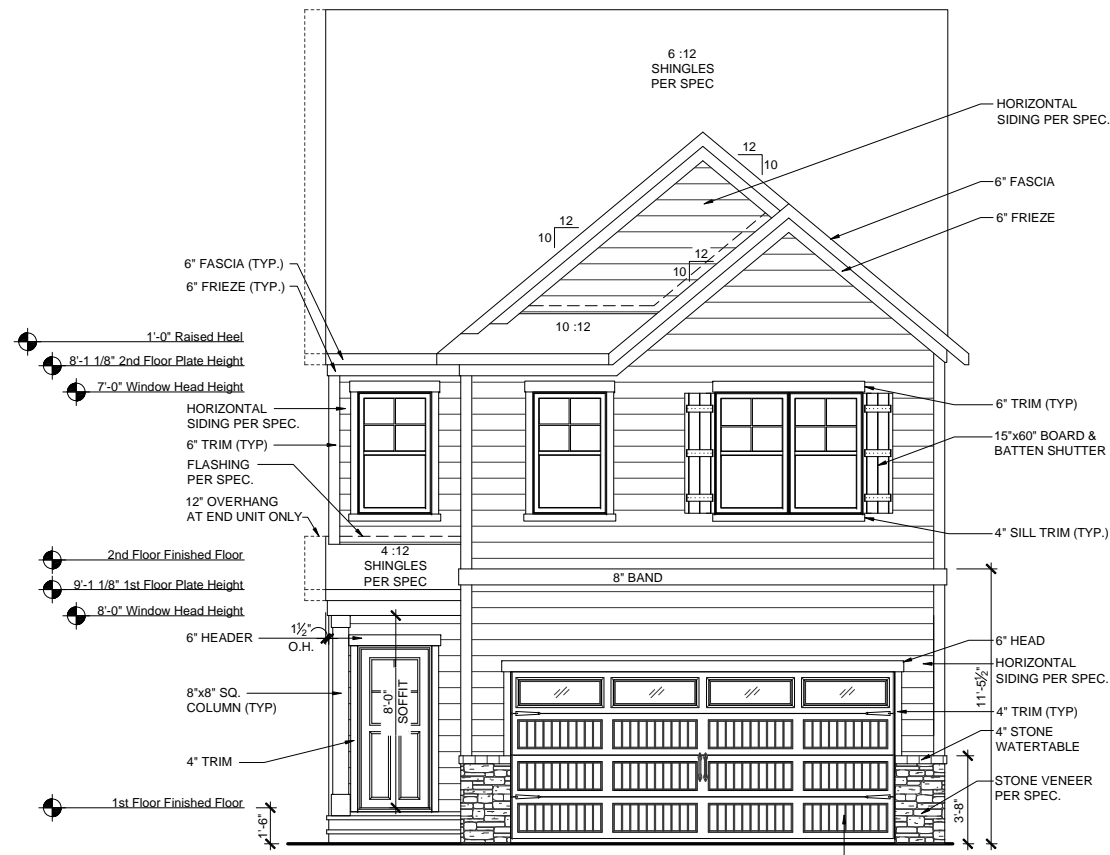 6 :12
SHINGLES
PER SPEC
HORIZONTAL
SIDING PER SPEC.
12
10
6" FASCIA
12
10
6" FRIEZE
12
10
6" FASCIA (TYP.)
6" FRIEZE (TYP.)
10 :12
1'-0" Raised Heel
8'-1 1/8" 2nd Floor Plate Height
7'-0" Window Head Height
HORIZONTAL
SIDING PER SPEC.
6" TRIM (TYP)
6" TRIM (TYP)
15"x60" BOARD &
BATTEN SHUTTER
FLASHING
PER SPEC.
12" OVERHANG
AT END UNIT ONLY
4" SILL TRIM (TYP.)
2nd Floor Finished Floor
4 :12
SHINGLES
PER SPEC
9'-1 1/8" 1st Floor Plate Height
8" BAND
8'-0" Window Head Height
1½"
O.H.
6" HEADER
6" HEAD
HORIZONTAL
SIDING PER SPEC.
11'-5½"
8"x8" SQ.
COLUMN (TYP)
8'-0"
SOFFIT
4" TRIM (TYP)
4" STONE
WATERTABLE
4" TRIM
STONE VENEER
PER SPEC.
3'-8"
1st Floor Finished Floor
1'-6"